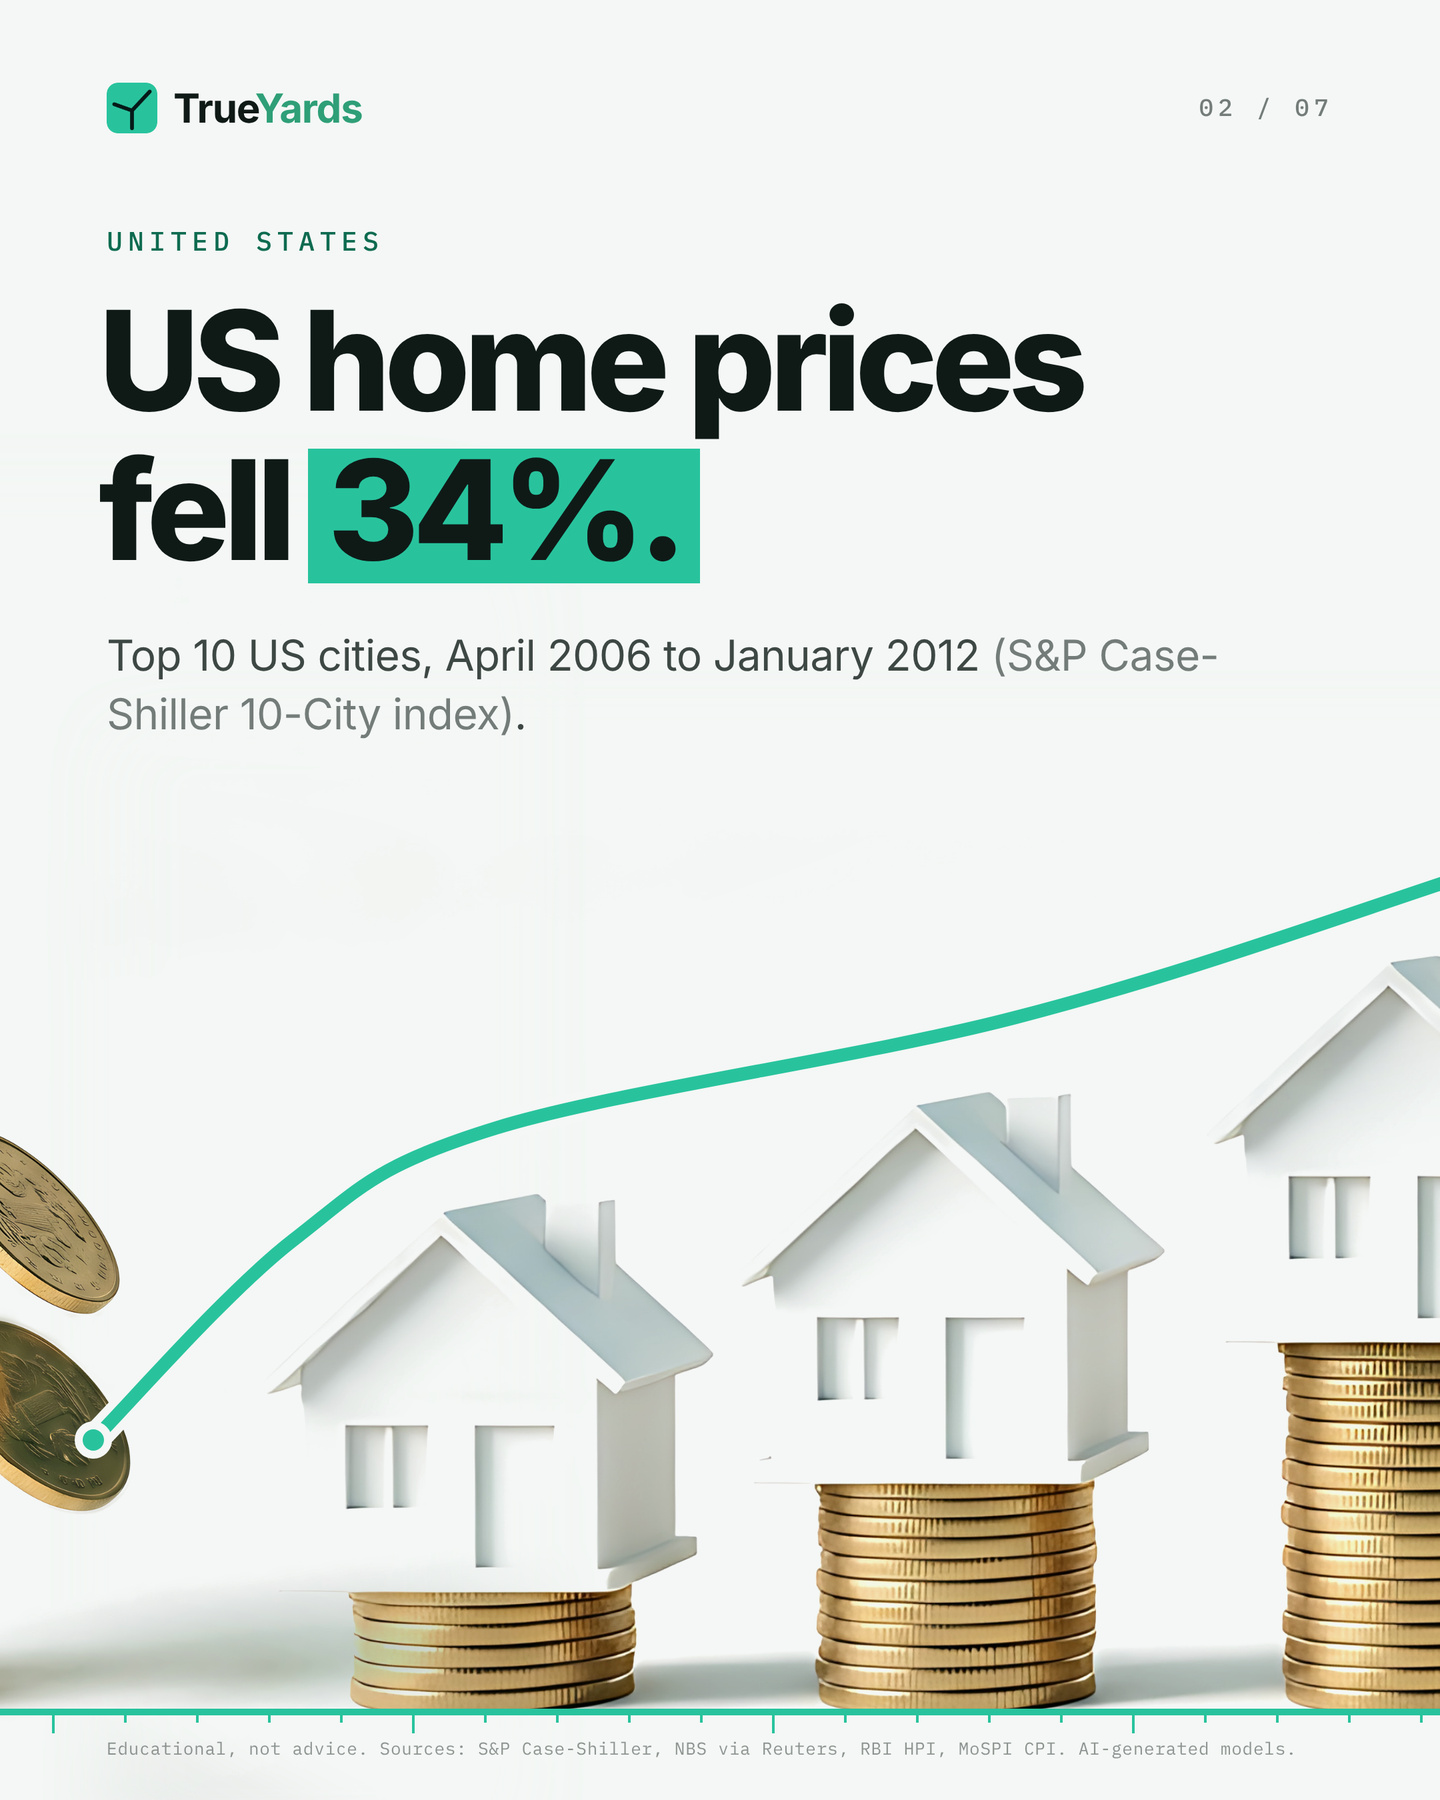 TrueYards
02 / 07
UNITED STATES
US home prices
fell 34%.
Top 10 US cities, April 2006 to January 2012 (S&P Case-
Shiller 10-City index).
Educational, not advice. Sources: S&P Case-Shiller, NBS via Reuters, RBI HPI, MoSPI CPI. AI-generated models.